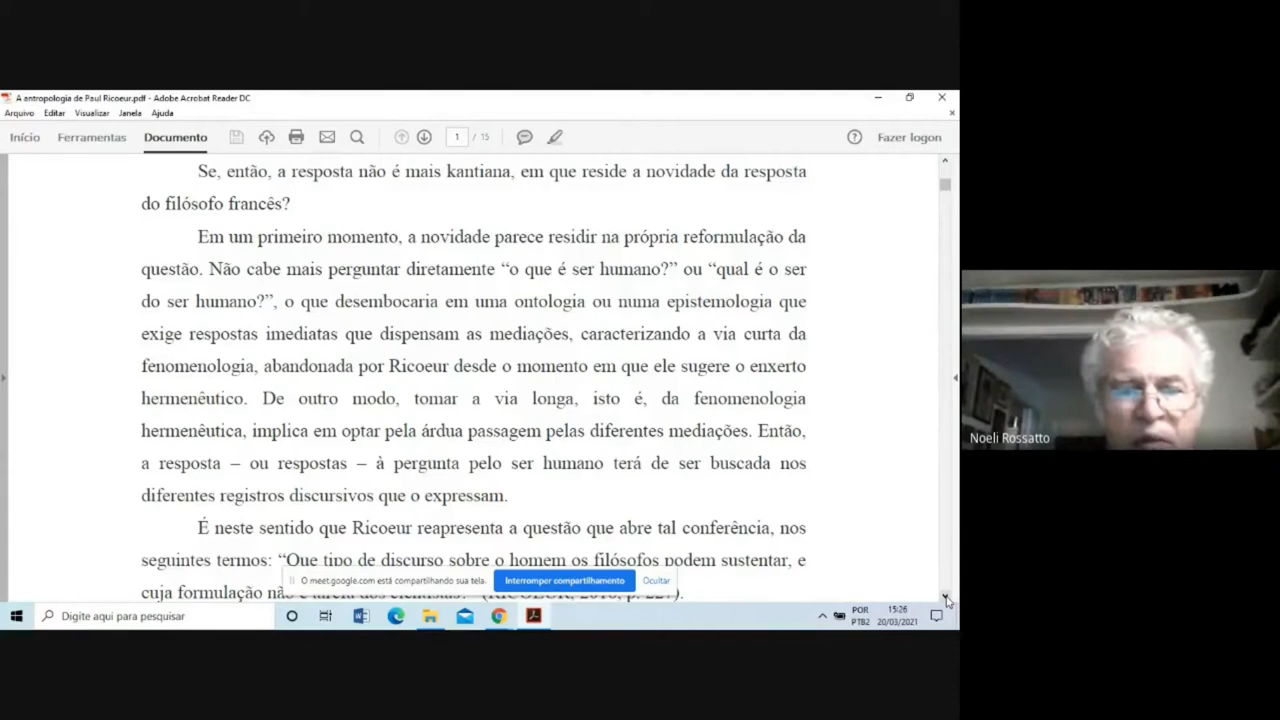 A antropologia de Paul Ricoeur.pdf - Adobe Acrobat Reader DC
Arquivo Editar Visualizar Janela Ajuda
Início Ferramentas Documento 1 / 15 Fazer logon
Se, então, a resposta não é mais kantiana, em que reside a novidade da resposta
do filósofo francês?
Em um primeiro momento, a novidade parece residir na própria reformulação da
questão. Não cabe mais perguntar diretamente “o que é ser humano?” ou “qual é o ser
do ser humano?”, o que desembocaria em uma ontologia ou numa epistemologia que
exige respostas imediatas que dispensam as mediações, caracterizando a via curta da
fenomenologia, abandonada por Ricoeur desde o momento em que ele sugere o enxerto
hermenêutico. De outro modo, tomar a via longa, isto é, da fenomenologia
hermenêutica, implica em optar pela árdua passagem pelas diferentes mediações. Então,
a resposta – ou respostas – à pergunta pelo ser humano terá de ser buscada nos
diferentes registros discursivos que o expressam.
É neste sentido que Ricoeur reapresenta a questão que abre tal conferência, nos
seguintes termos: “Que tipo de discurso sobre o homem os filósofos podem sustentar, e
cuja formulação
O meet.google.com está compartilhando sua tela. Interromper compartilhamento Ocultar
Digite aqui para pesquisar
POR
PTB2
15:26
20/03/2021
Noeli Rossatto